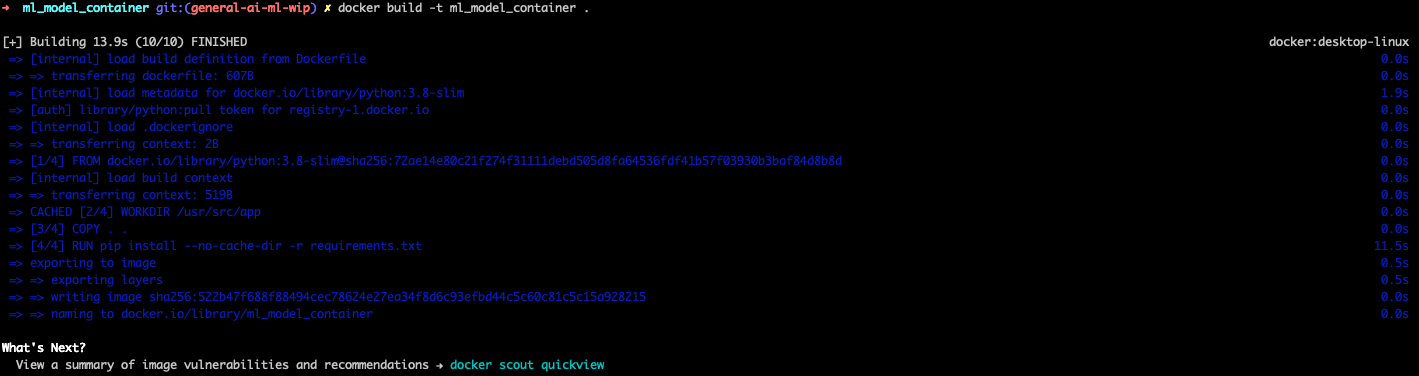 → ml_model_container git:(general-ai-ml-wip) ✗ docker build -t ml_model_container .
[+] Building 13.9s (10/10) FINISHED docker:desktop-linux
=> [internal] load build definition from Dockerfile 0.0s
=> => transferring dockerfile: 607B 0.0s
=> [internal] load metadata for docker.io/library/python:3.8-slim 1.9s
=> [auth] library/python:pull token for registry-1.docker.io 0.0s
=> [internal] load .dockerignore 0.0s
=> => transferring context: 2B 0.0s
=> [1/4] FROM docker.io/library/python:3.8-slim@sha256:72ae14e80c21f274f31111debd505d8fa64536fdf41b57f03930b3baf84d8b8d 0.0s
=> [internal] load build context 0.0s
=> => transferring context: 519B 0.0s
=> CACHED [2/4] WORKDIR /usr/src/app 0.0s
=> [3/4] COPY . . 0.0s
=> [4/4] RUN pip install --no-cache-dir -r requirements.txt 11.5s
=> exporting to image 0.5s
=> => exporting layers 0.5s
=> => writing image sha256:522b47f688f88494cec78624e27ea34f8d6c93efbd44c5c60c81c5c15a928215 0.0s
=> => naming to docker.io/library/ml_model_container 0.0s
What's Next?
View a summary of image vulnerabilities and recommendations → docker scout quickview